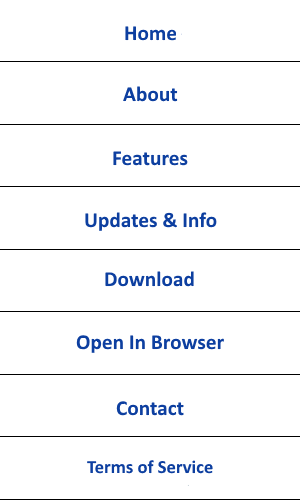 Home
About
Features
Updates & Info
Download
Open In Browser
Contact
Terms of Service